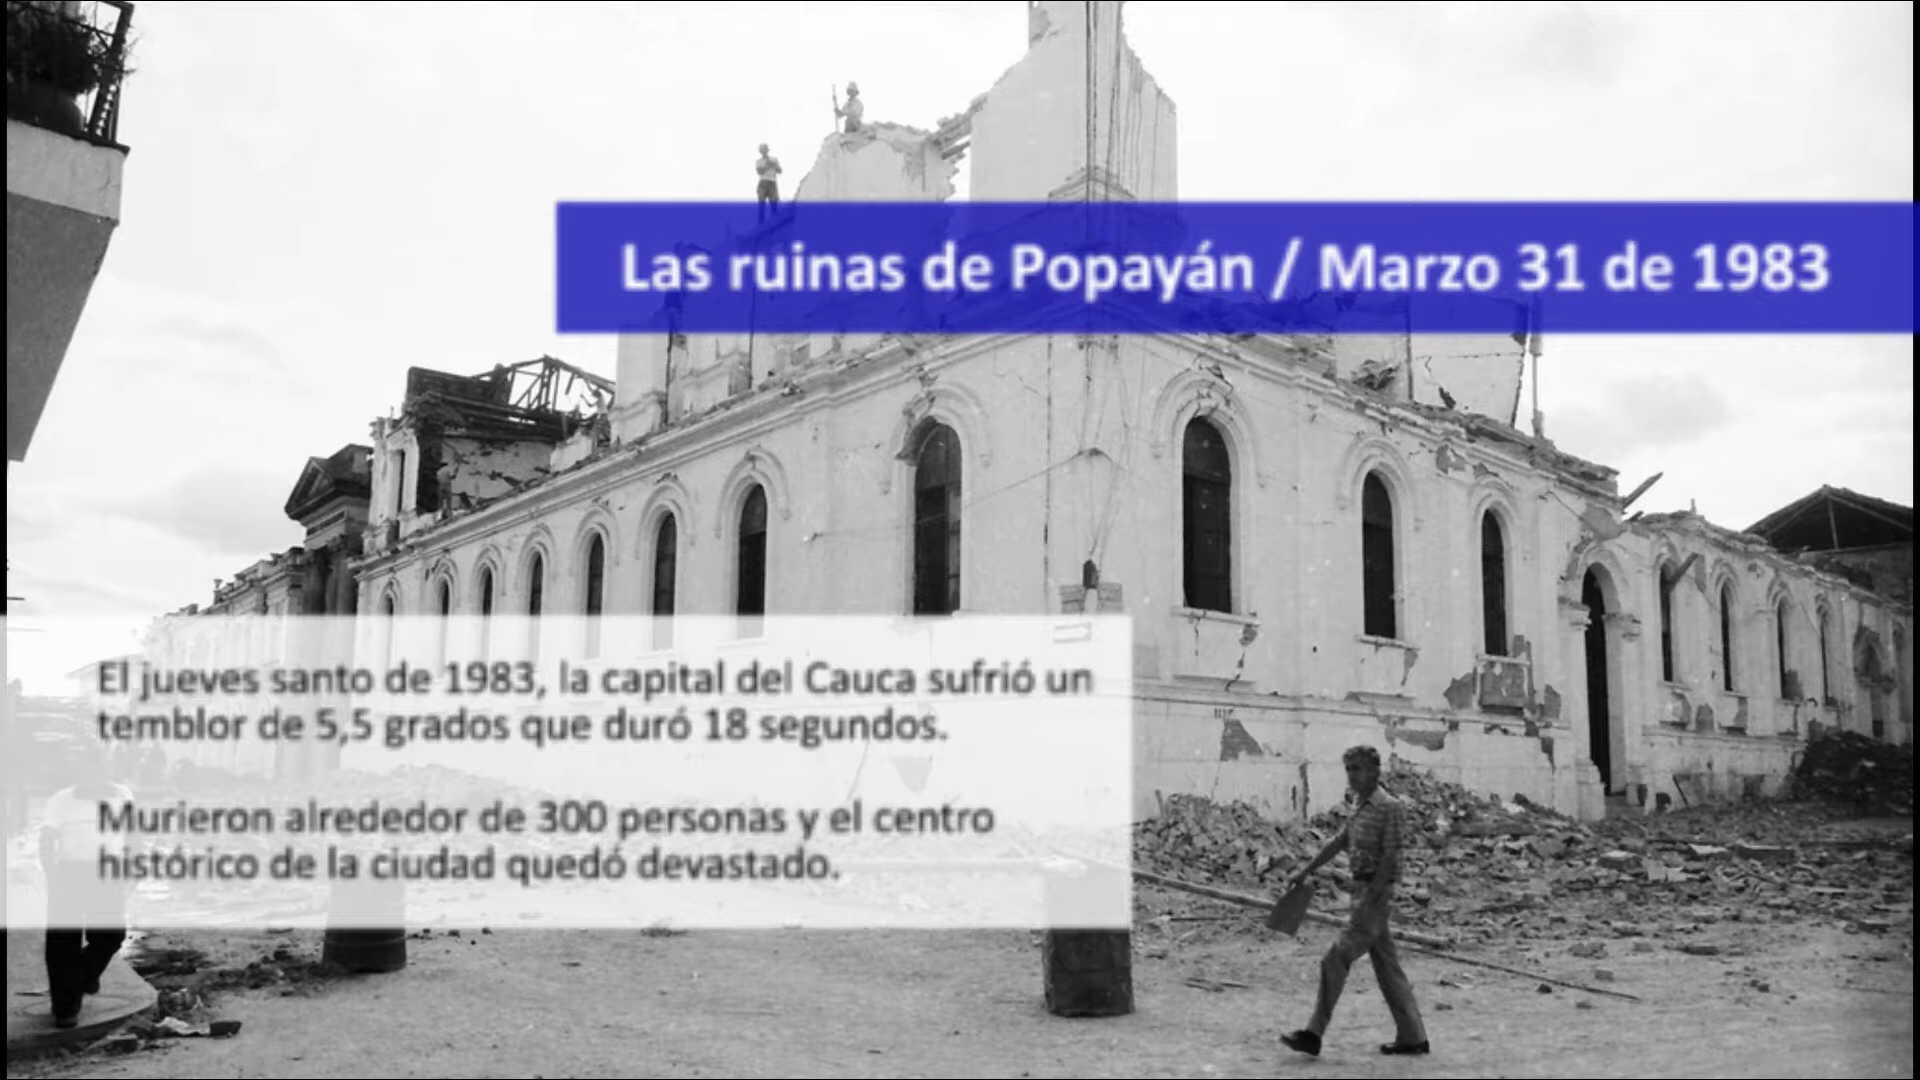 Las ruinas de Popayán / Marzo 31 de 1983
El jueves santo de 1983, la capital del Cauca sufrió un
temblor de 5,5 grados que duró 18 segundos.
Murieron alrededor de 300 personas y el centro
histórico de la ciudad quedó devastado.